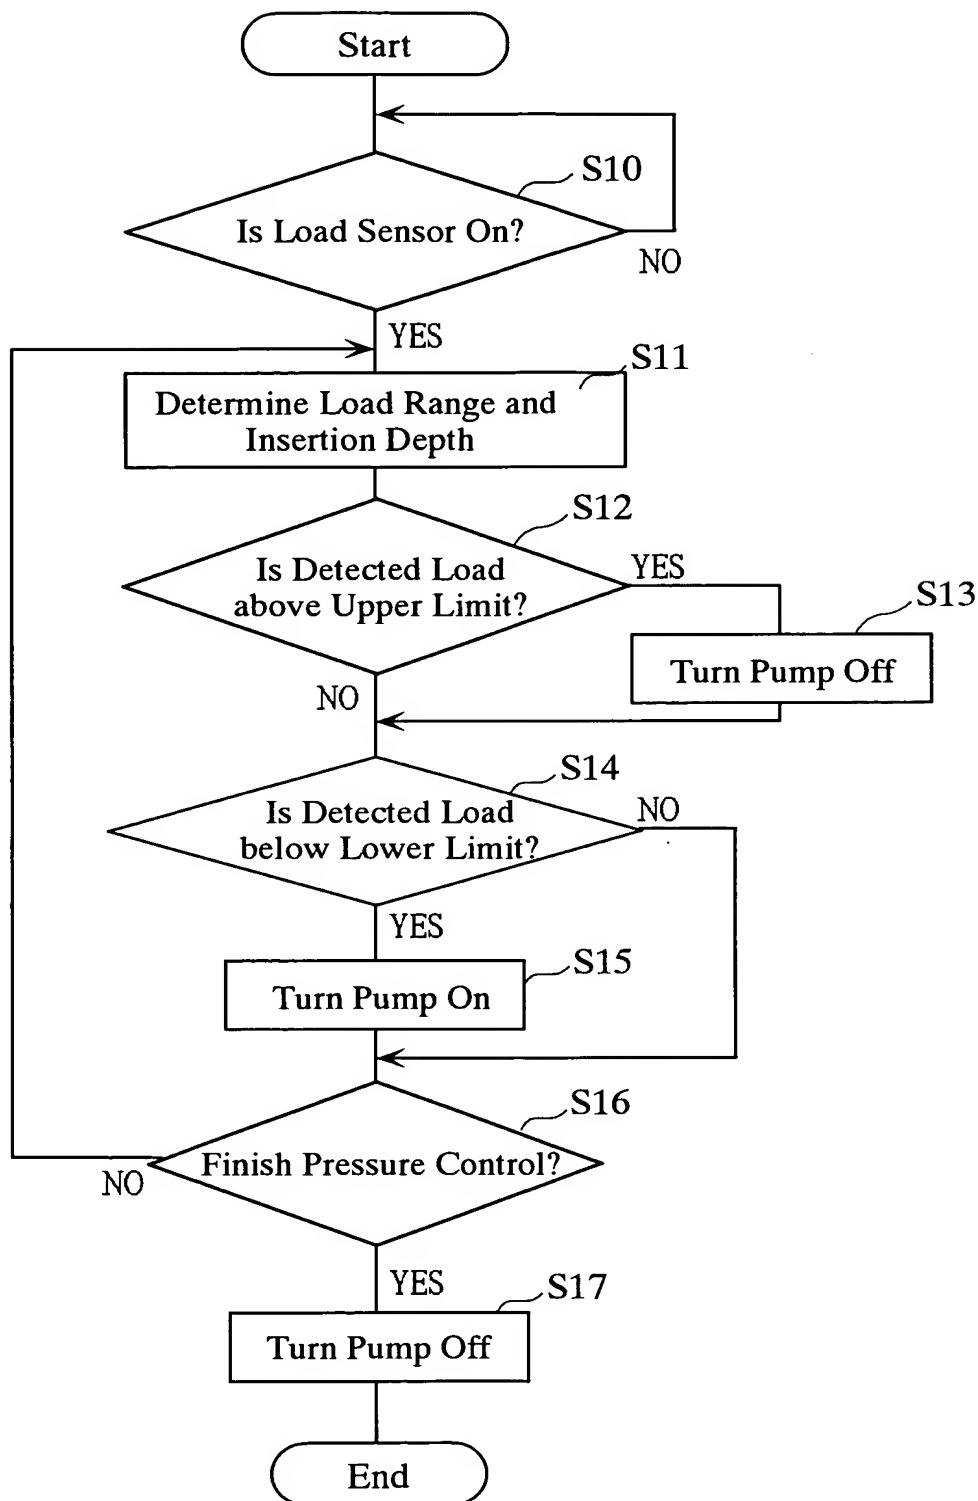 Start
S10
Is Load Sensor On?
NO
YES
S11
Determine Load Range and
Insertion Depth
S12
Is Detected Load
above Upper Limit?
YES
S13
Turn Pump Off
NO
S14
Is Detected Load
below Lower Limit?
NO
YES
S15
Turn Pump On
S16
Finish Pressure Control?
NO
YES
S17
Turn Pump Off
End